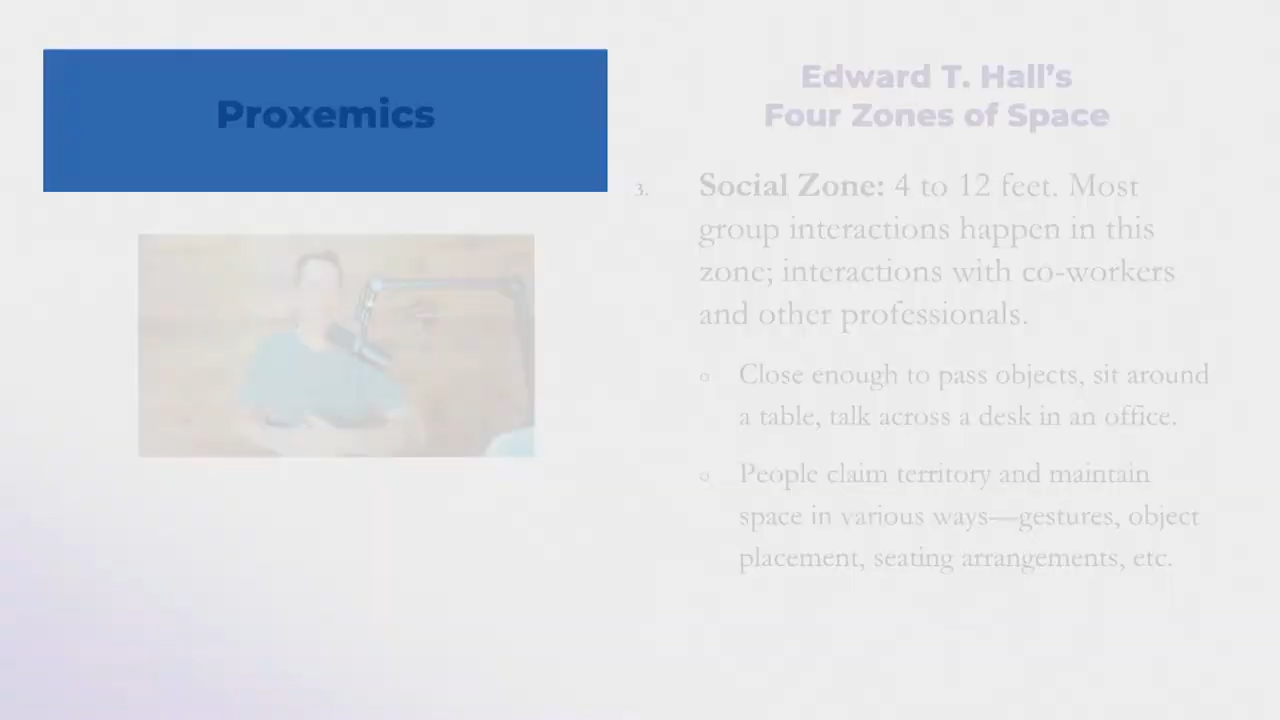 Proxemics
Edward T. Hall’s
Four Zones of Space
3. Social Zone: 4 to 12 feet. Most
group interactions happen in this
zone; interactions with co-workers
and other professionals.
○ Close enough to pass objects, sit around
a table, talk across a desk in an office.
○ People claim territory and maintain
space in various ways—gestures, object
placement, seating arrangements, etc.